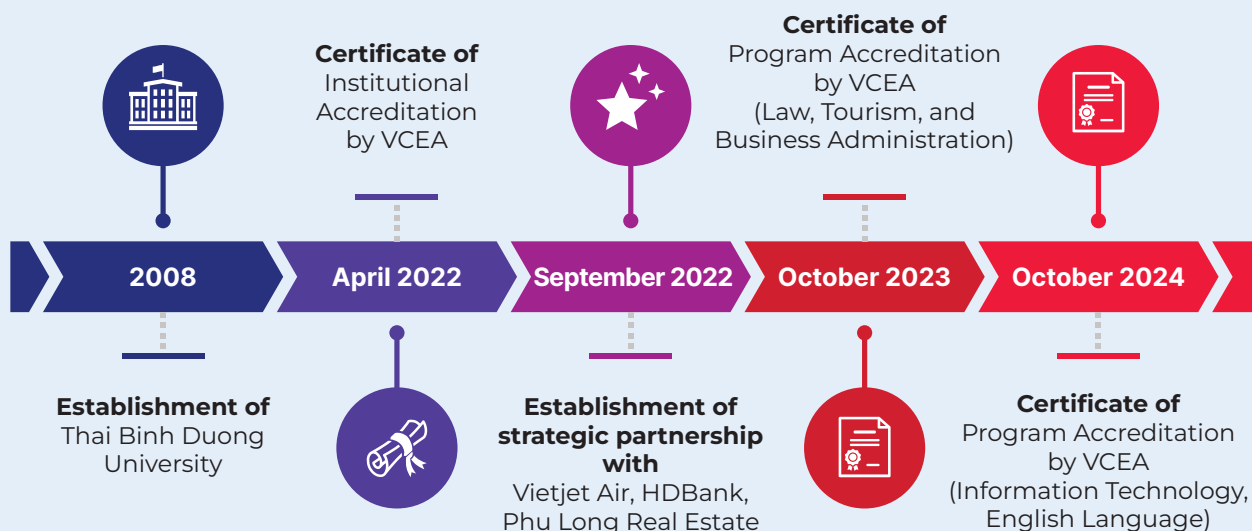 2008
Establishment of
Thai Binh Duong
University
Certificate of
Institutional
Accreditation
by VCEA
April 2022
September 2022
Establishment of
strategic partnership
with
Vietjet Air, HDBank,
Phu Long Real Estate
Certificate of
Program Accreditation
by VCEA
(Law, Tourism, and
Business Administration)
October 2023
October 2024
Certificate of
Program Accreditation
by VCEA
(Information Technology,
English Language)